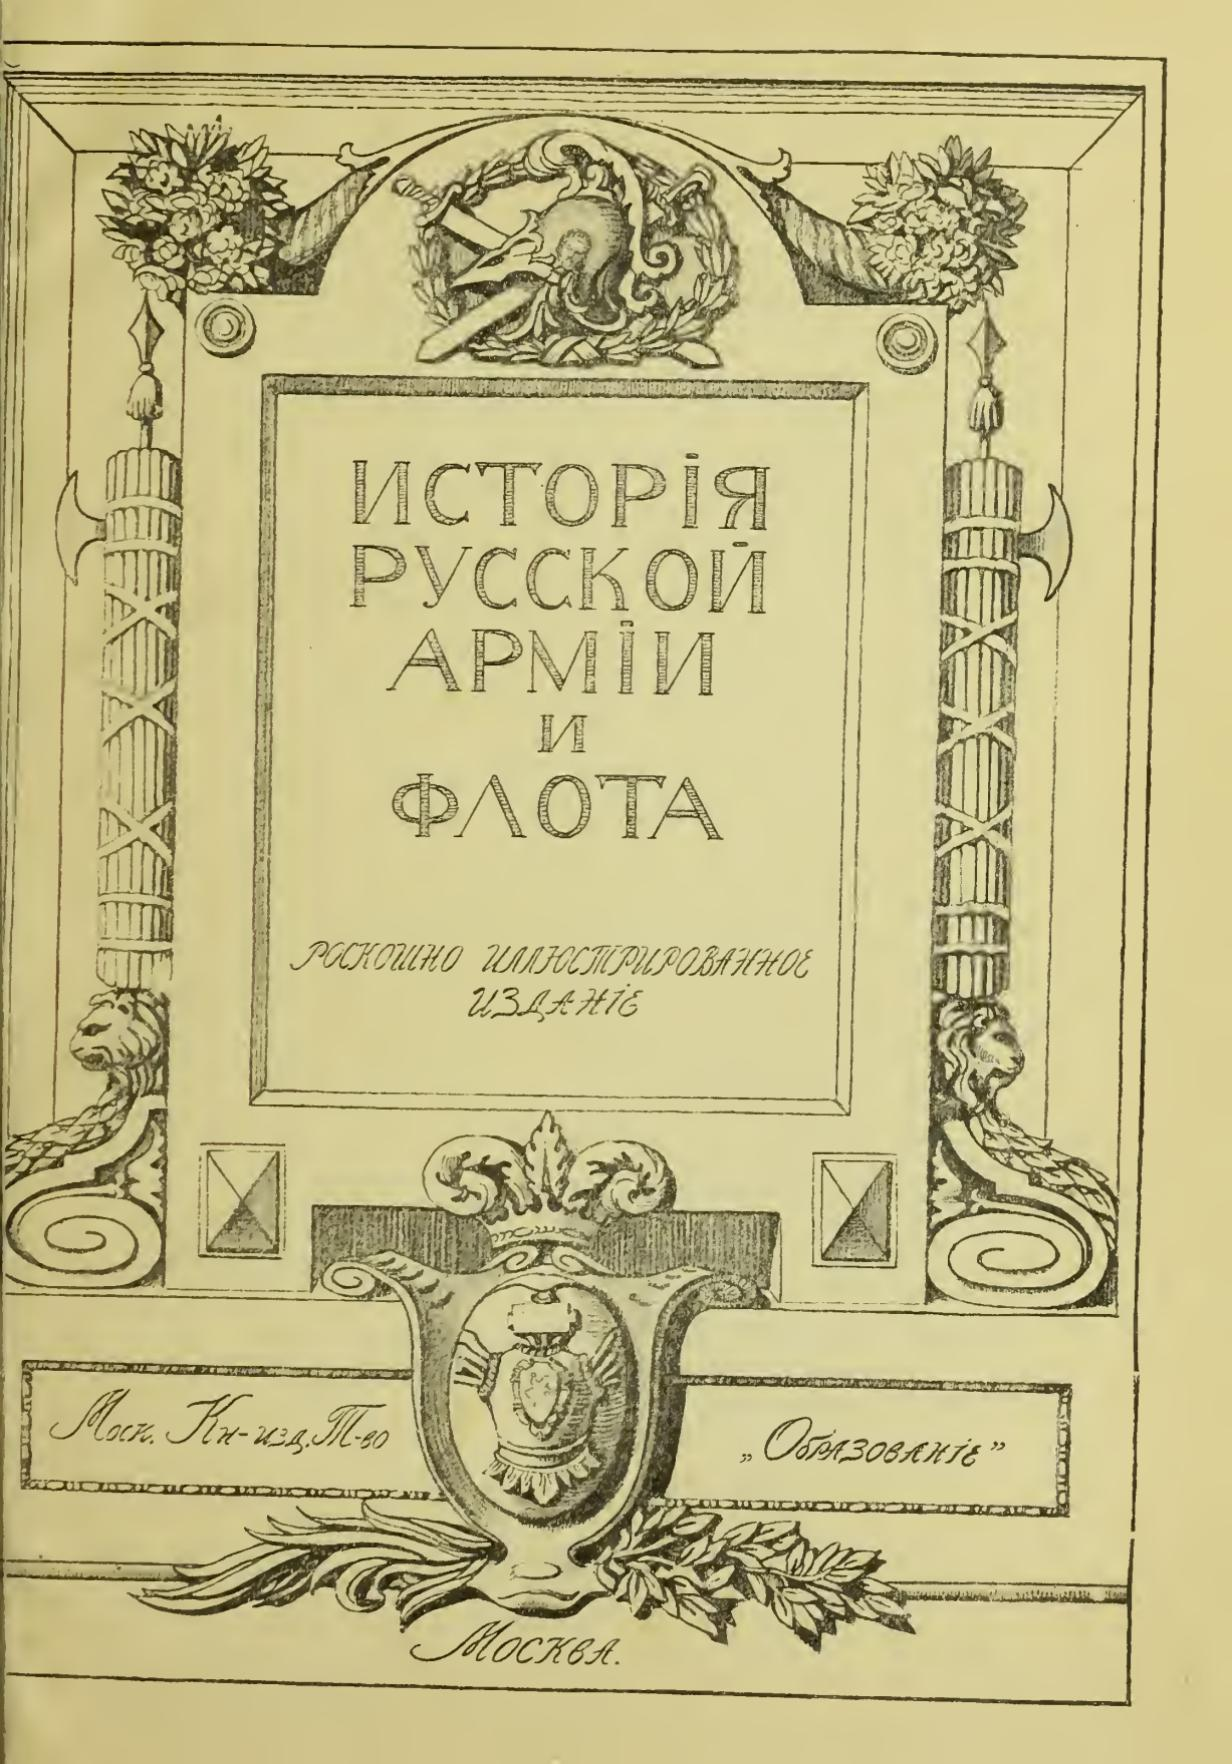 ИСТОРІЯ
РУССКОЙ
АРМІИ
И
ФЛОТА
РОСКОШНО ИЛЛЮСТРИРОВАННОЕ
ИЗДАНІЕ
Моск. Кн-изд. Т-во
„Образованіе”
Москва.